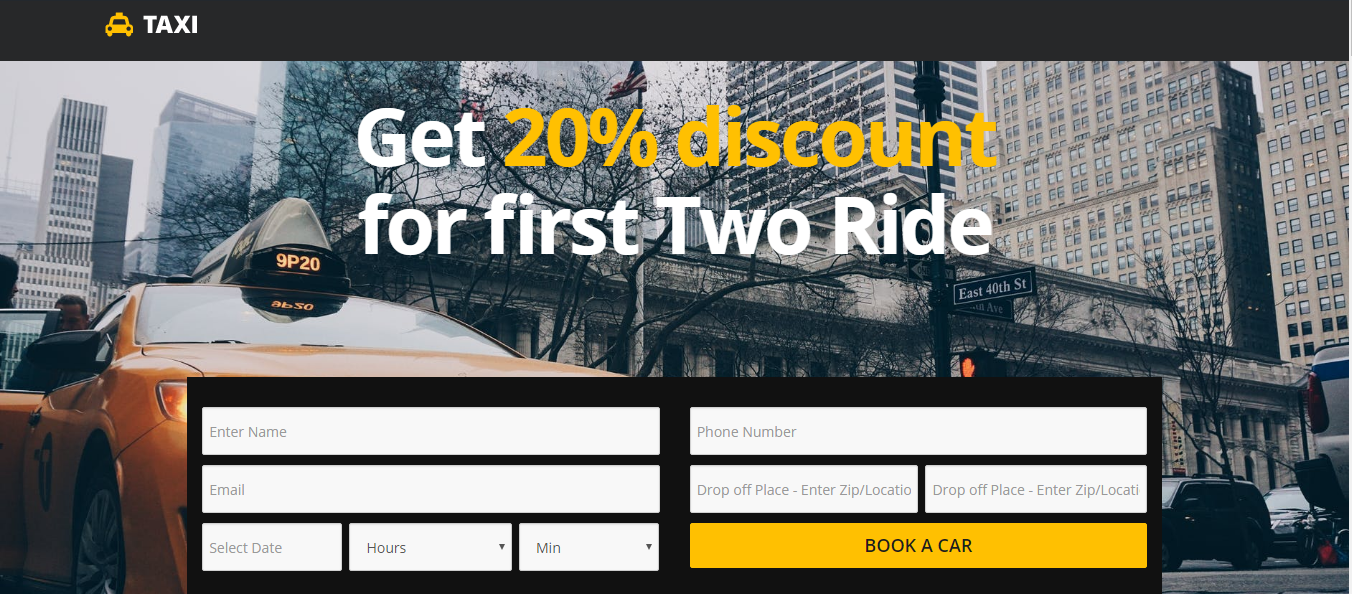 TAXI
Get 20% discount
for first Two Ride
9P20
East 40th St
Enter Name
Phone Number
Email
Drop off Place - Enter Zip/Locatio
Drop off Place - Enter Zip/Locati
Select Date
Hours
Min
BOOK A CAR